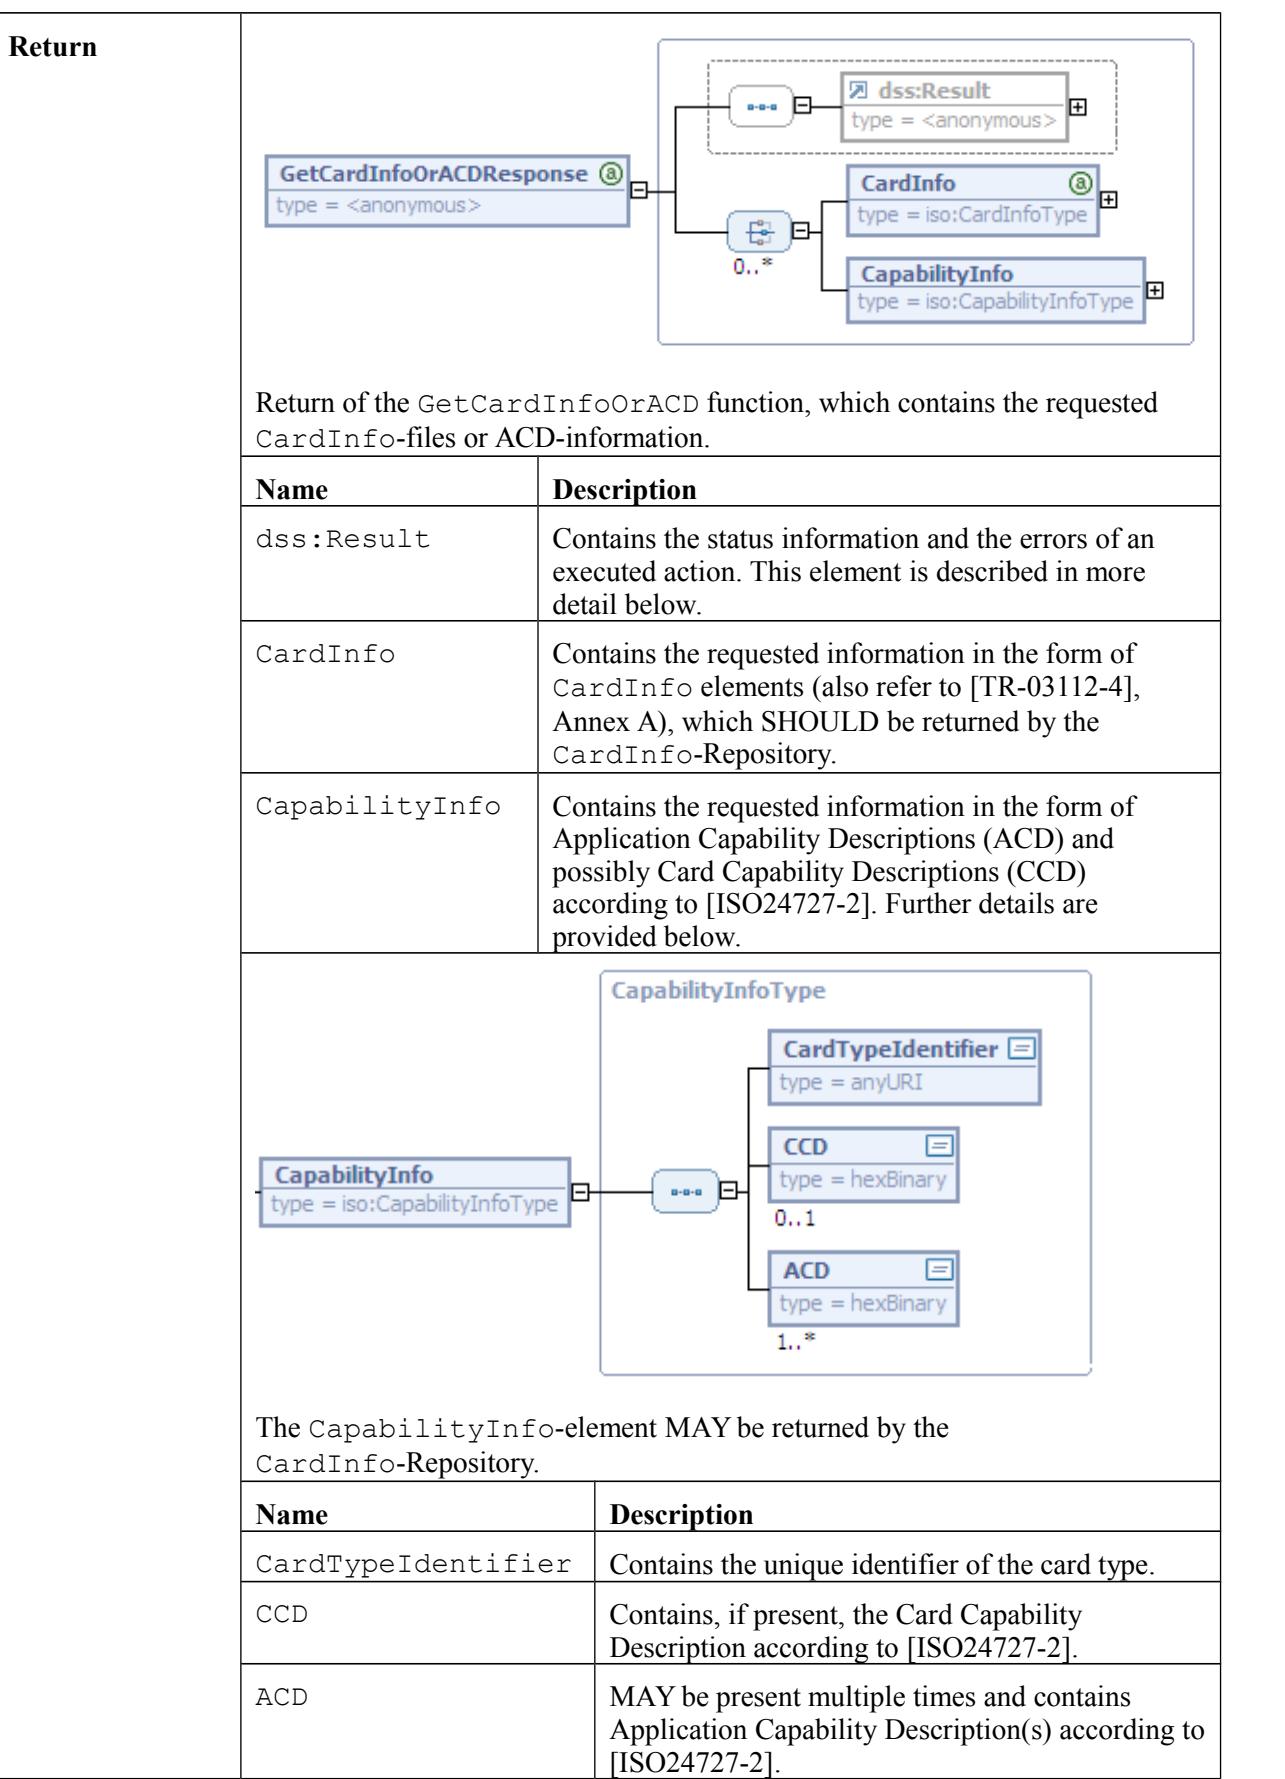 Return
dss:Result
type = <anonymous>
GetCardInfoOrACDResponse
type = <anonymous>
CardInfo
type = iso:CardInfoType
0..*
CapabilityInfo
type = iso:CapabilityInfoType
Return of the GetCardInfoOrACD function, which contains the requested
CardInfo-files or ACD-information.
Name Description
dss:Result Contains the status information and the errors of an
executed action. This element is described in more
detail below.
CardInfo Contains the requested information in the form of
CardInfo elements (also refer to [TR-03112-4],
Annex A), which SHOULD be returned by the
CardInfo-Repository.
CapabilityInfo Contains the requested information in the form of
Application Capability Descriptions (ACD) and
possibly Card Capability Descriptions (CCD)
according to [ISO24727-2]. Further details are
provided below.
CapabilityInfoType
CardTypeIdentifier
type = anyURI
CCD
type = hexBinary
0..1
CapabilityInfo
type = iso:CapabilityInfoType
ACD
type = hexBinary
1..*
The CapabilityInfo-element MAY be returned by the
CardInfo-Repository.
Name Description
CardTypeIdentifier Contains the unique identifier of the card type.
CCD Contains, if present, the Card Capability
Description according to [ISO24727-2].
ACD MAY be present multiple times and contains
Application Capability Description(s) according to
[ISO24727-2].